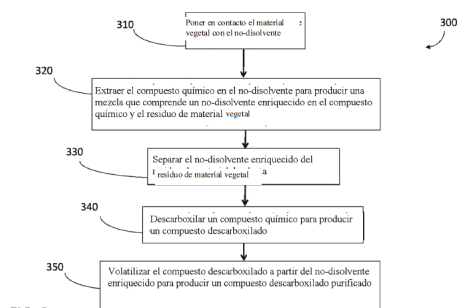 310
Poner en contacto el material
vegetal con el no-disolvente
300
320
Extraer el compuesto químico en el no-disolvente para producir una
mezcla que comprende un no-disolvente enriquecido en el compuesto
químico y el residuo de material vegetal
330
Separar el no-disolvente enriquecido del
residuo de material vegetal
340
Descarboxilar un compuesto químico para producir
un compuesto descarboxilado
350
Volatilizar el compuesto descarboxilado a partir del no-disolvente
enriquecido para producir un compuesto descarboxilado purificado